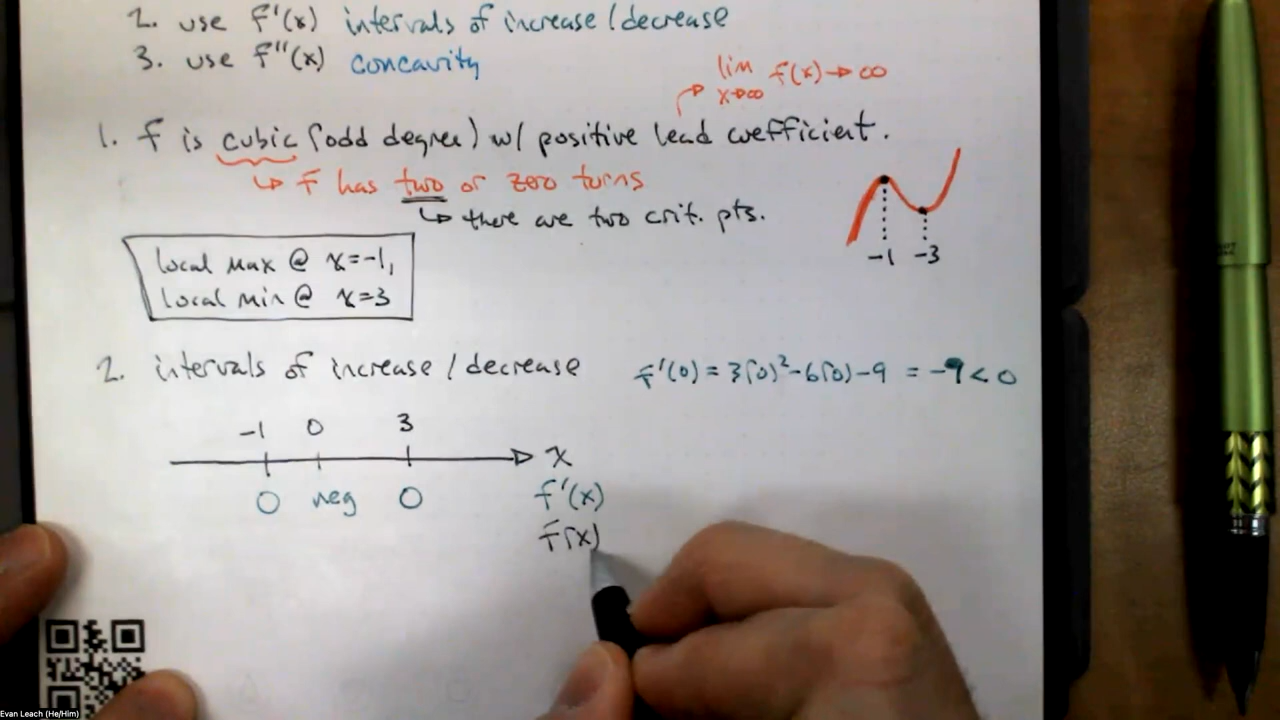 2. use f'(x) intervals of increase / decrease
3. use f''(x) concavity
lim f(x) → ∞
x→∞
1. f is cubic (odd degree) w/ positive lead coefficient.
↳ f has two or zero turns
↳ there are two crit. pts.
-1 -3
local max @ x=-1,
local min @ x=3
2. intervals of increase / decrease
f'(0) = 3(0)²-6(0)-9 = -9 < 0
-1 0 3
x
0 neg 0 f'(x)
f(x)
Evan Leach (He/Him)